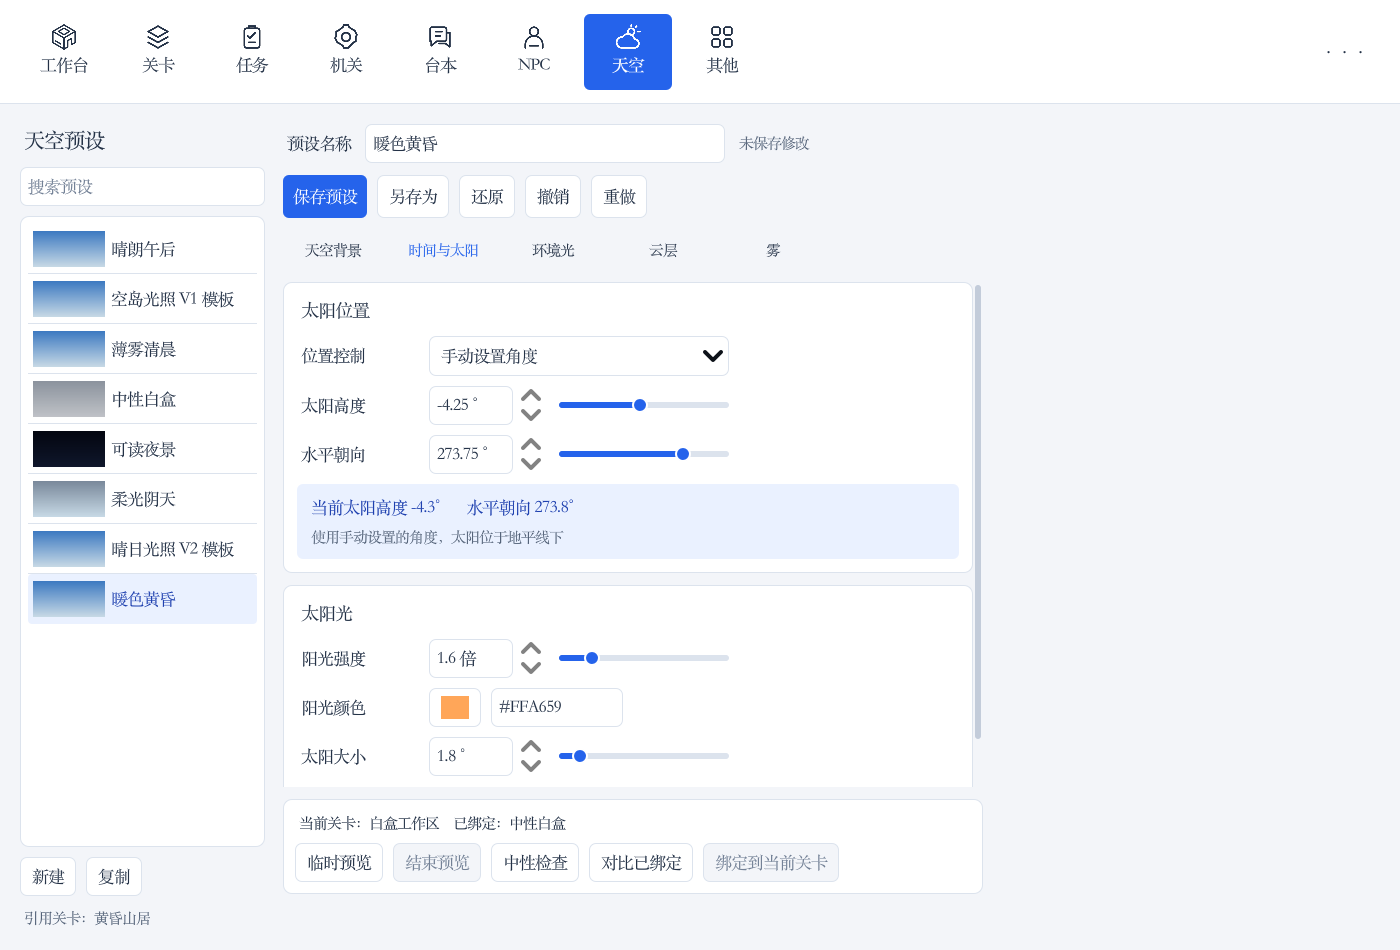 工作台
关卡
任务
机关
台本
NPC
天空
其他
· · ·
天空预设
搜索预设
晴朗午后
空岛光照 V1 模板
薄雾清晨
中性白盒
可读夜景
柔光阴天
晴日光照 V2 模板
暖色黄昏
新建
复制
引用关卡：黄昏山居
预设名称
暖色黄昏
未保存修改
保存预设
另存为
还原
撤销
重做
天空背景
时间与太阳
环境光
云层
雾
太阳位置
位置控制
手动设置角度
太阳高度
-4.25 °
水平朝向
273.75 °
当前太阳高度 -4.3° 水平朝向 273.8°
使用手动设置的角度，太阳位于地平线下
太阳光
阳光强度
1.6 倍
阳光颜色
#FFA659
太阳大小
1.8 °
当前关卡：白盒工作区 已绑定：中性白盒
临时预览
结束预览
中性检查
对比已绑定
绑定到当前关卡